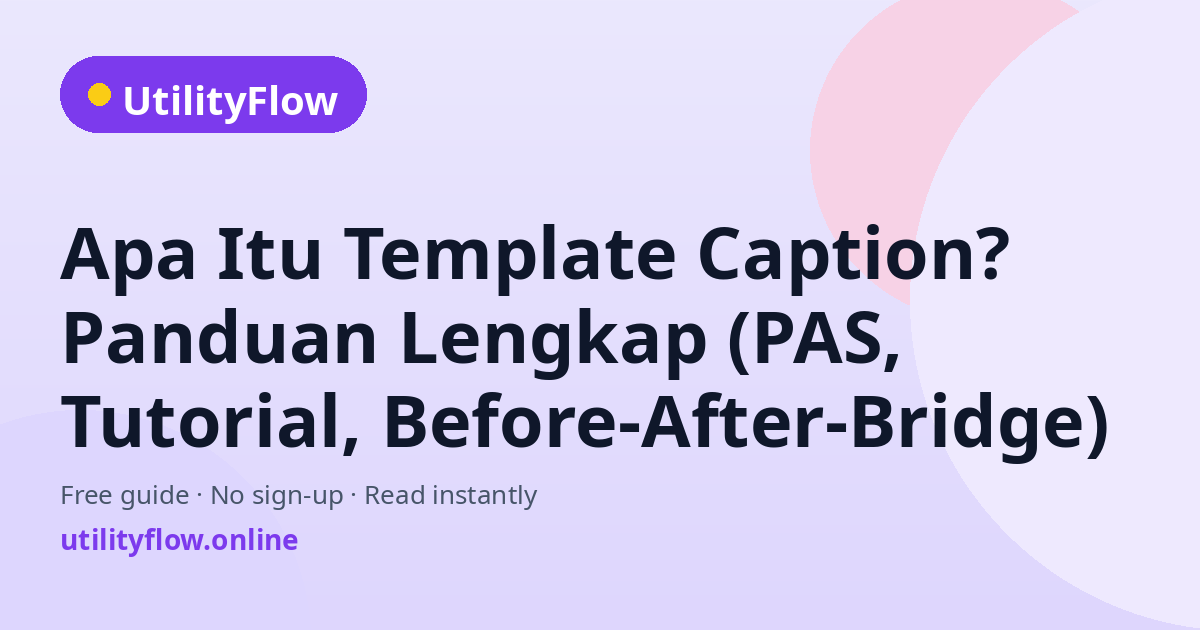 UtilityFlow
Apa Itu Template Caption?
Panduan Lengkap (PAS,
Tutorial, Before-After-Bridge)
Free guide · No sign-up · Read instantly
utilityflow.online